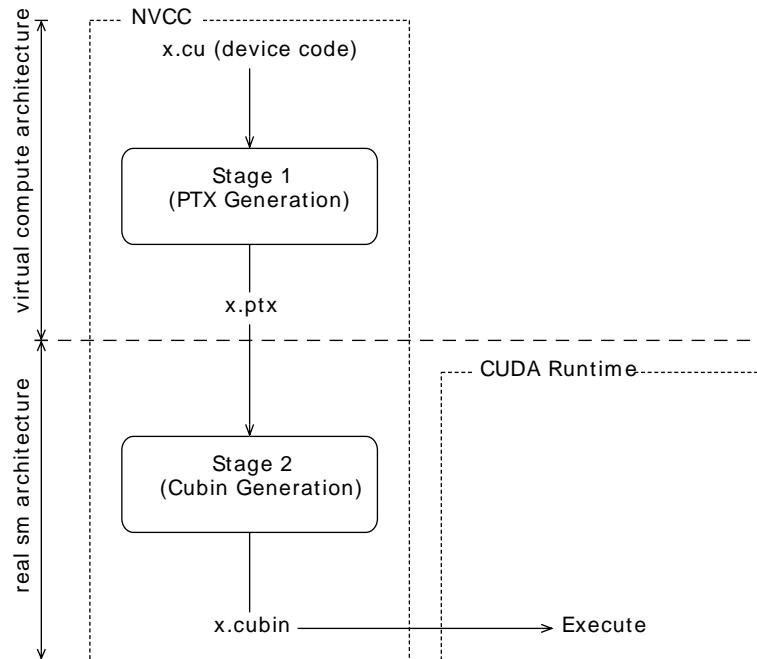 NVCC
x.cu (device code)
virtual compute architecture
Stage 1
(PTX Generation)
x.ptx
CUDA Runtime
real sm architecture
Stage 2
(Cubin Generation)
x.cubin
Execute